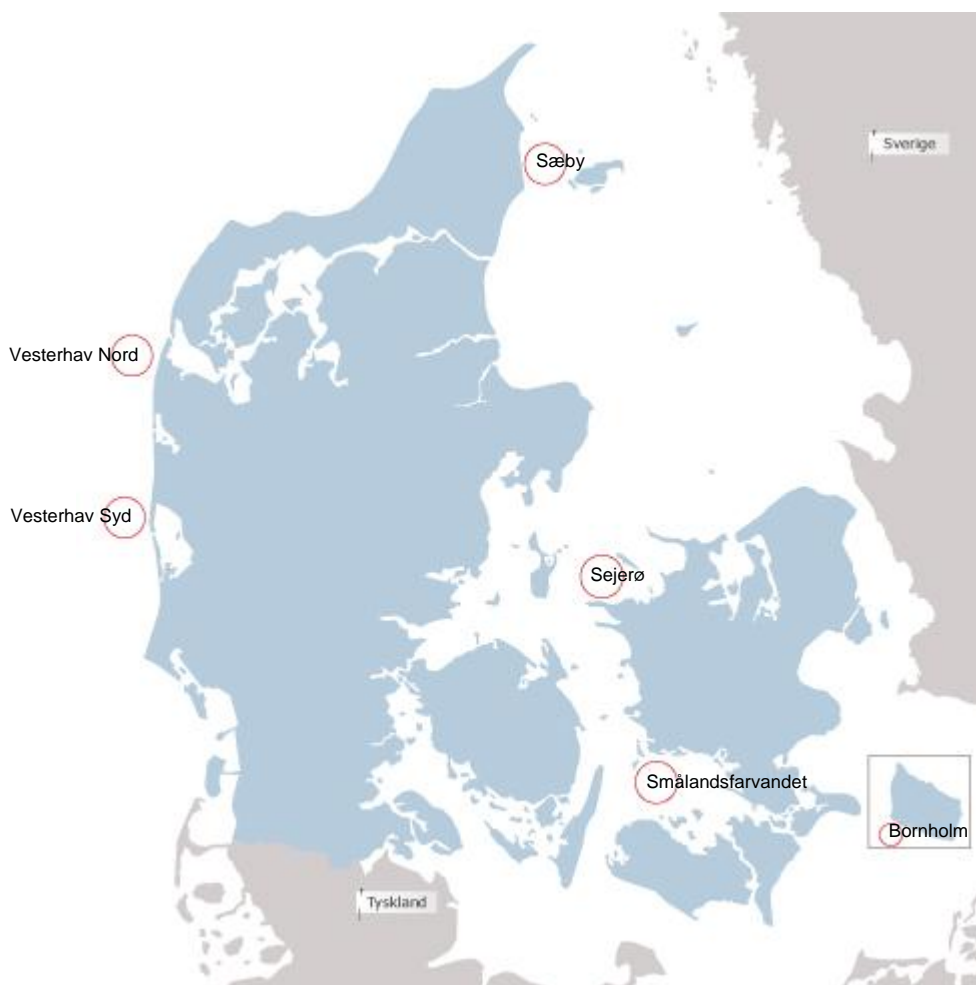 Sverige
Sæby
Vesterhav Nord
Vesterhav Syd
Sejerø
Smålandsfarvandet
Bornholm
Tyskland